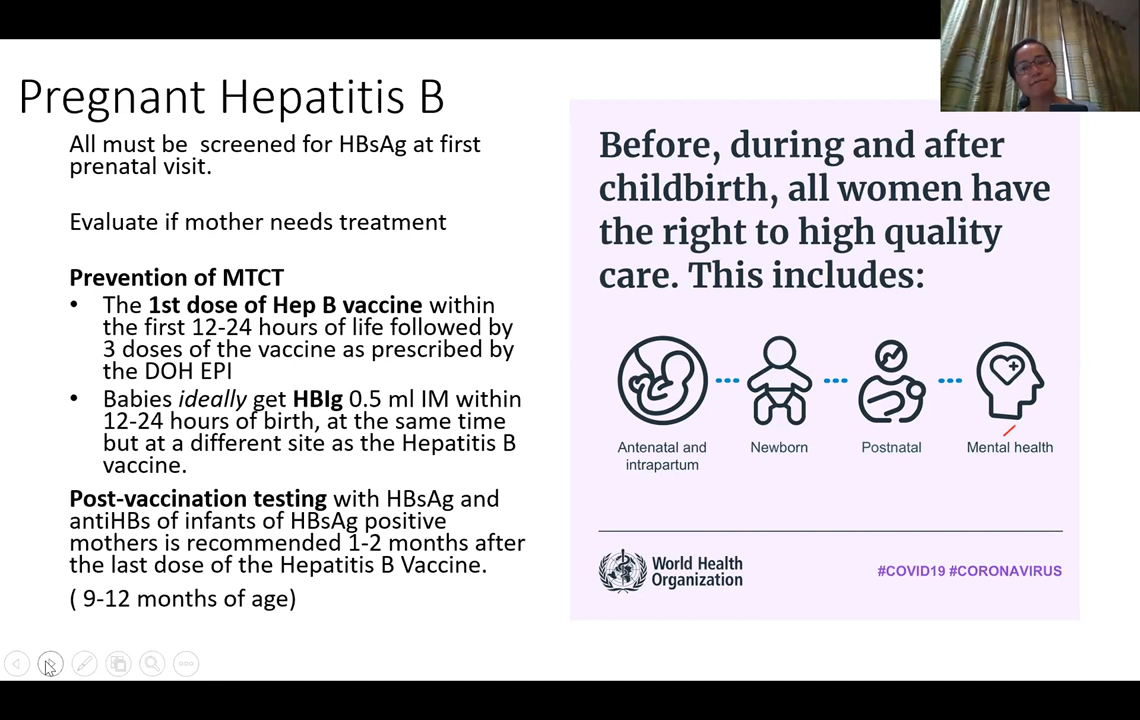 Pregnant Hepatitis B
All must be  screened for HBsAg at first
prenatal visit.
Evaluate if mother needs treatment
Prevention of MTCT
• The 1st dose of Hep B vaccine within
the first 12-24 hours of life followed by
3 doses of the vaccine as prescribed by
the DOH EPI
• Babies ideally get HBIg 0.5 ml IM within
12-24 hours of birth, at the same time
but at a different site as the Hepatitis B
vaccine.
Post-vaccination testing with HBsAg and
antiHBs of infants of HBsAg positive
mothers is recommended 1-2 months after
the last dose of the Hepatitis B Vaccine.
( 9-12 months of age)
Before, during and after
childbirth, all women have
the right to high quality
care. This includes:
Antenatal and
intrapartum
Newborn
Postnatal
Mental health
World Health
Organization
#COVID19 #CORONAVIRUS